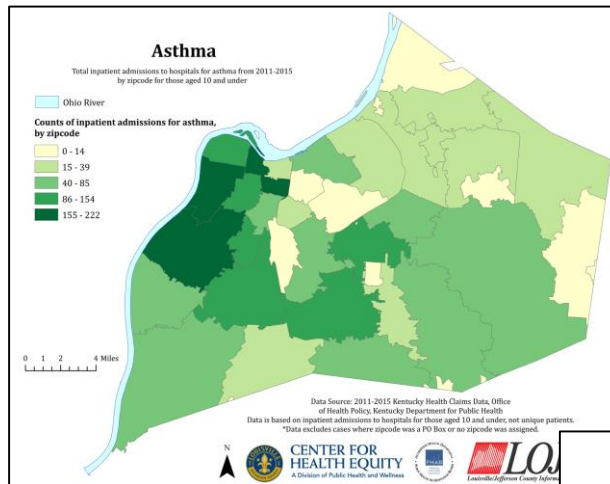 Asthma
Total inpatient admissions to hospitals for asthma from 2011-2015
by zipcode for those aged 10 and under
Ohio River
Counts of inpatient admissions for asthma,
by zipcode
0 - 14
15 - 39
40 - 85
86 - 154
155 - 222
0 1 2 4 Miles
Data Source: 2011-2015 Kentucky Health Claims Data, Office
of Health Policy, Kentucky Department for Public Health
Data is based on inpatient admissions to hospitals for those aged 10 and under, not unique patients.
*Data excludes cases where zipcode was a PO Box or no zipcode was assigned.
N
LOUISVILLE
CENTER FOR
HEALTH EQUITY
A Division of Public Health and Wellness
PHAB
LOJ
Louisville/Jefferson County Inform